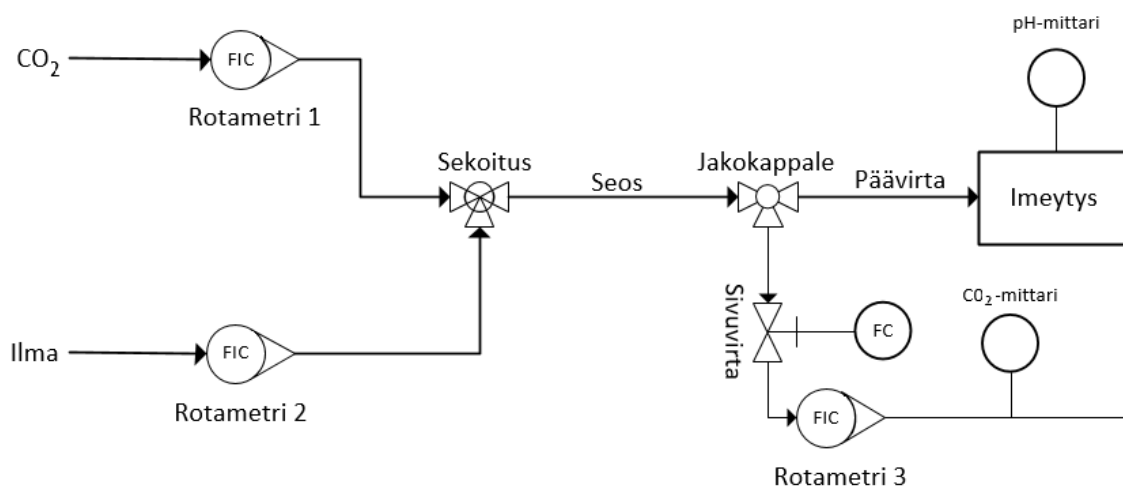 pH-mittari
CO₂
FIC
Rotametri 1
Sekoitus
Seos
Jakokappale
Päävirta
Imeytys
Sivuvirta
C0₂-mittari
FC
Ilma
FIC
Rotametri 2
FIC
Rotametri 3